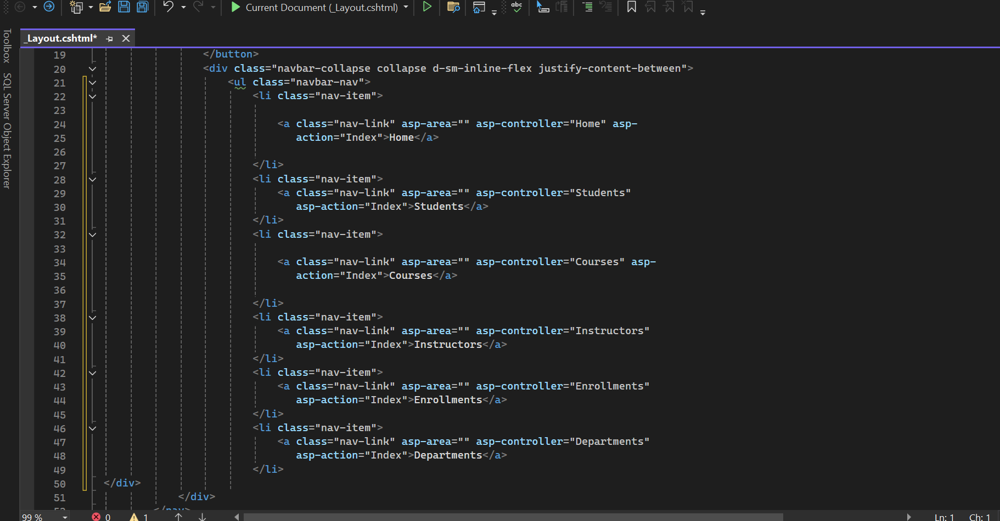 Current Document (_Layout.cshtml)
abc
Toolbox
SQL Server Object Explorer
_Layout.cshtml*
19 </button>
20 <div class="navbar-collapse collapse d-sm-inline-flex justify-content-between">
21 <ul class="navbar-nav">
22 <li class="nav-item">
23
24 <a class="nav-link" asp-area="" asp-controller="Home" asp-
25 action="Index">Home</a>
26
27 </li>
28 <li class="nav-item">
29 <a class="nav-link" asp-area="" asp-controller="Students"
30 asp-action="Index">Students</a>
31 </li>
32 <li class="nav-item">
33
34 <a class="nav-link" asp-area="" asp-controller="Courses" asp-
35 action="Index">Courses</a>
36
37 </li>
38 <li class="nav-item">
39 <a class="nav-link" asp-area="" asp-controller="Instructors"
40 asp-action="Index">Instructors</a>
41 </li>
42 <li class="nav-item">
43 <a class="nav-link" asp-area="" asp-controller="Enrollments"
44 asp-action="Index">Enrollments</a>
45 </li>
46 <li class="nav-item">
47 <a class="nav-link" asp-area="" asp-controller="Departments"
48 asp-action="Index">Departments</a>
49 </li>
50 </div>
51 </div>
52 </nav>
99 % 0 1 Ln: 1 Ch: 1